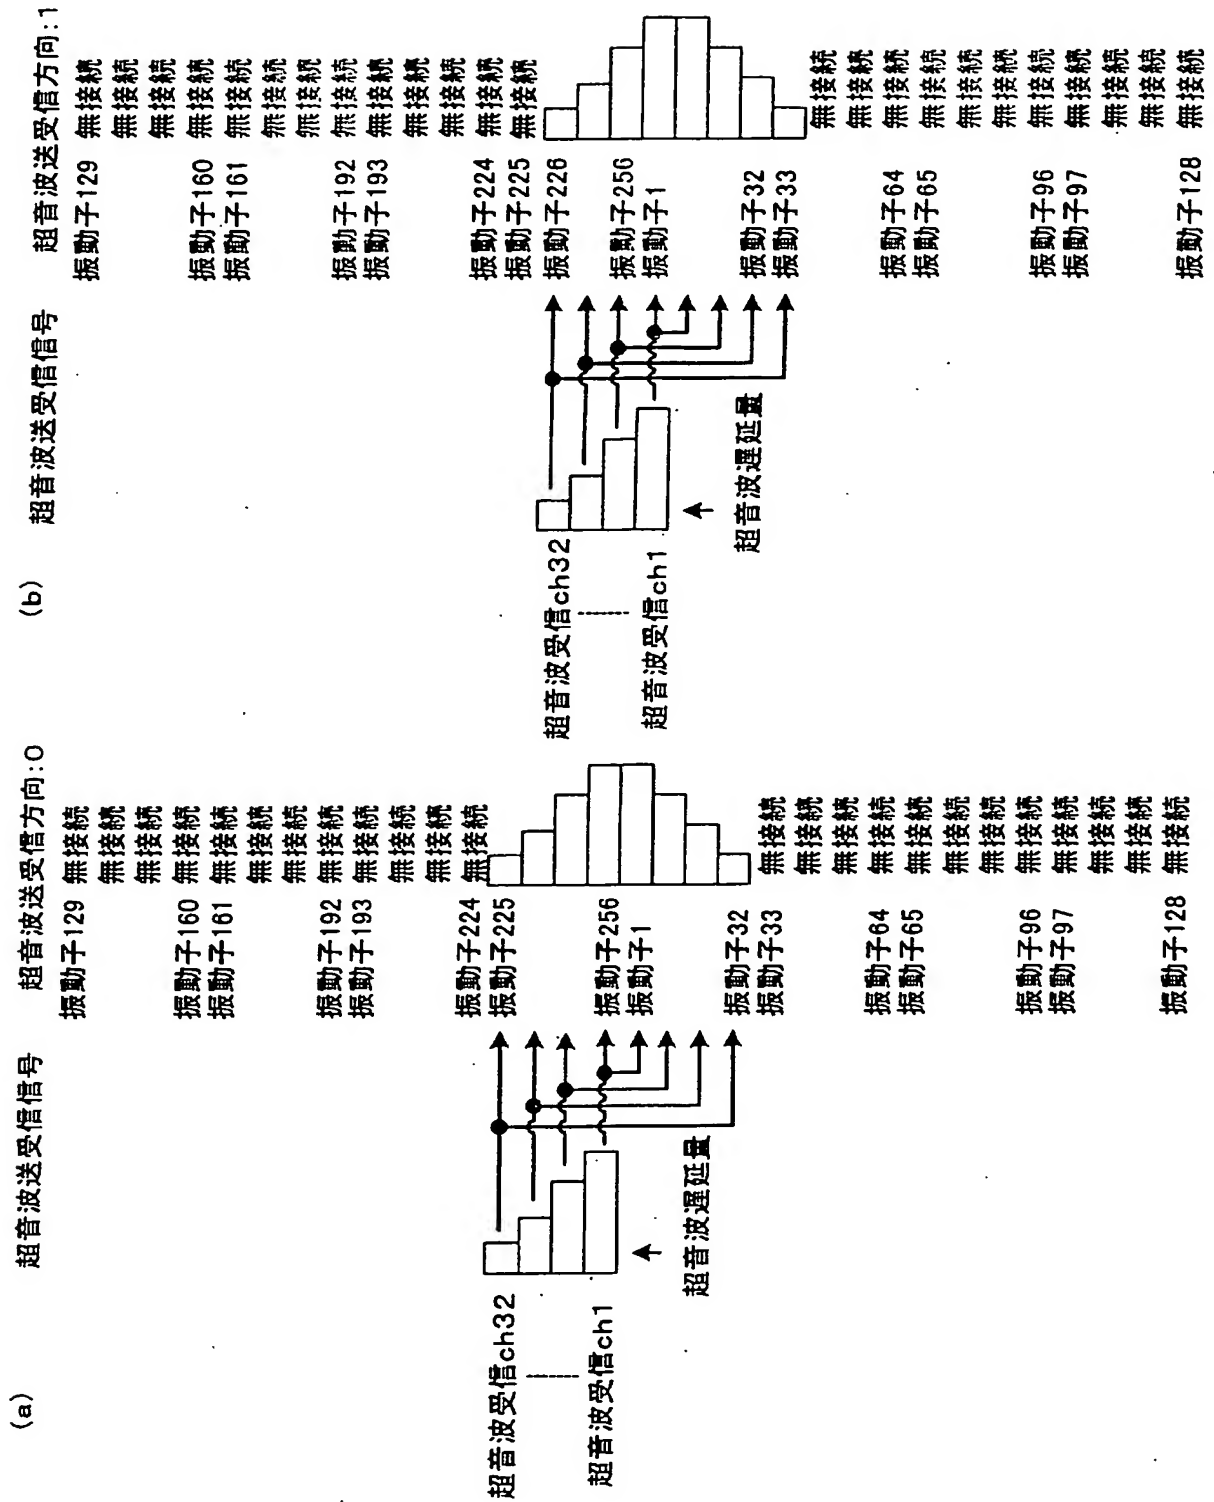 (a)
超音波送受信信号 超音波送受信方向:0
振動子129 無接続
無接続
無接続
振動子160 無接続
振動子161 無接続
無接続
無接続
振動子192 無接続
振動子193 無接続
無接続
無接続
振動子224 無接続
振動子225
超音波受信ch32
振動子256
超音波受信ch1
振動子1
超音波遅延量
振動子32
振動子33 無接続
無接続
無接続
振動子64 無接続
振動子65 無接続
無接続
無接続
振動子96 無接続
振動子97 無接続
無接続
無接続
振動子128 無接続
(b)
超音波送受信信号 超音波送受信方向:1
振動子129 無接続
無接続
無接続
振動子160 無接続
振動子161 無接続
無接続
無接続
振動子192 無接続
振動子193 無接続
無接続
無接続
振動子224 無接続
振動子225 無接続
振動子226
超音波受信ch32
振動子256
超音波受信ch1
振動子1
超音波遅延量
振動子32
振動子33
無接続
無接続
振動子64 無接続
振動子65 無接続
無接続
無接続
振動子96 無接続
振動子97 無接続
無接続
無接続
振動子128 無接続